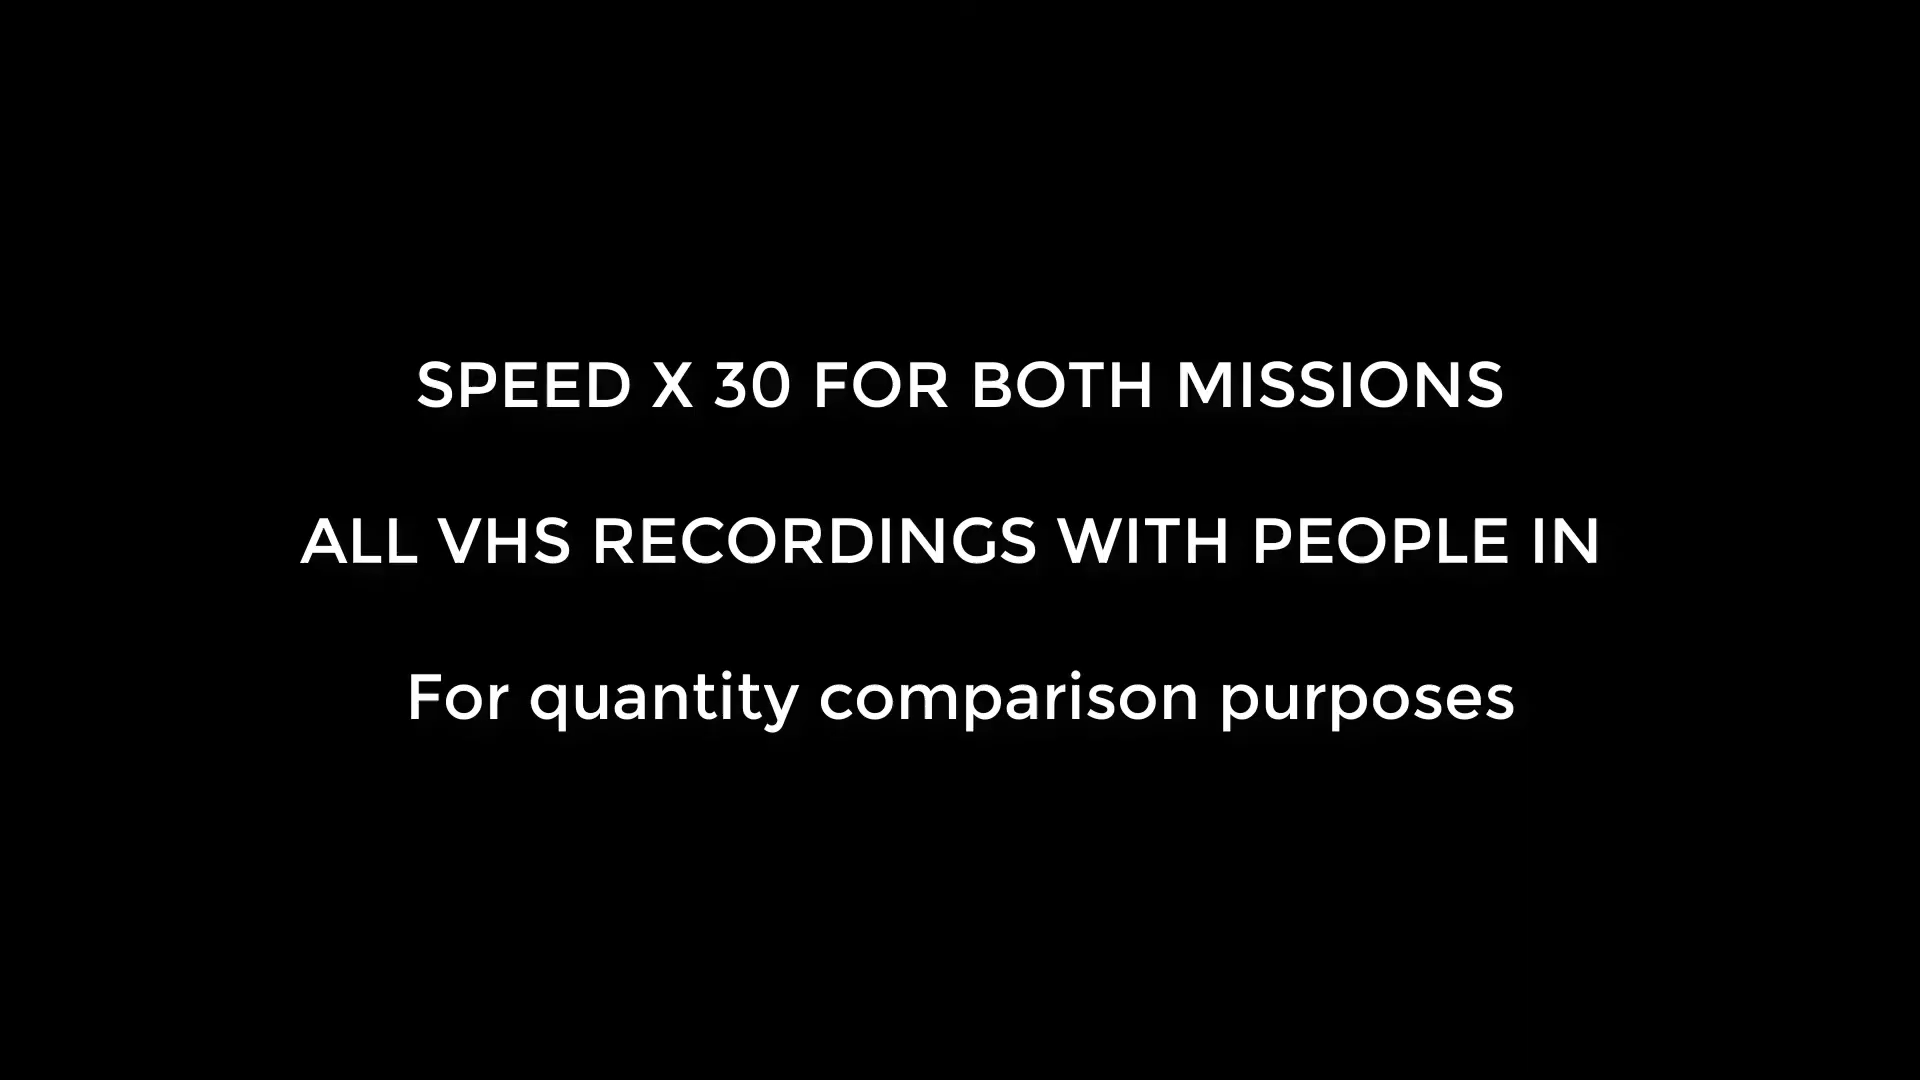 SPEED X 30 FOR BOTH MISSIONS
ALL VHS RECORDINGS WITH PEOPLE IN
For quantity comparison purposes